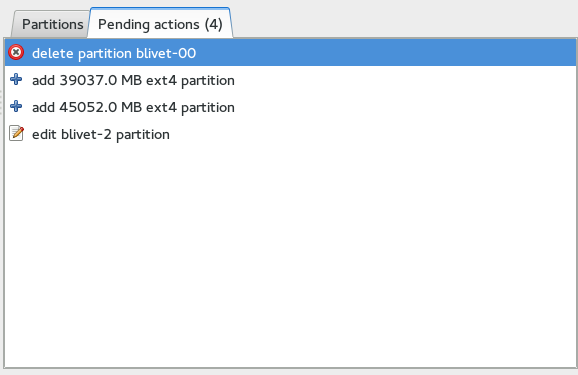 Partitions
Pending actions (4)
delete partition blivet-00
add 39037.0 MB ext4 partition
add 45052.0 MB ext4 partition
edit blivet-2 partition